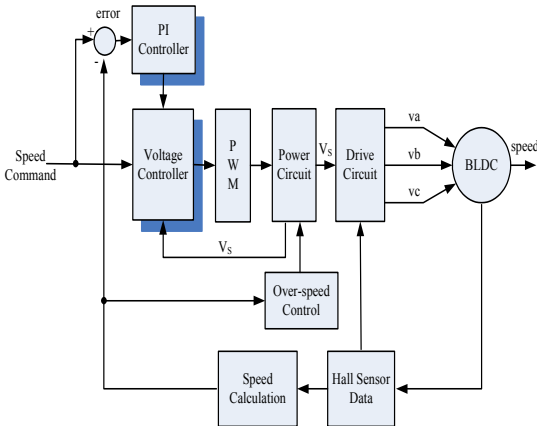 error
+
-
PI
Controller
Speed
Command
Voltage
Controller
P
W
M
Power
Circuit
VS
Drive
Circuit
va
vb
vc
BLDC
speed
VS
Over-speed
Control
Speed
Calculation
Hall Sensor
Data